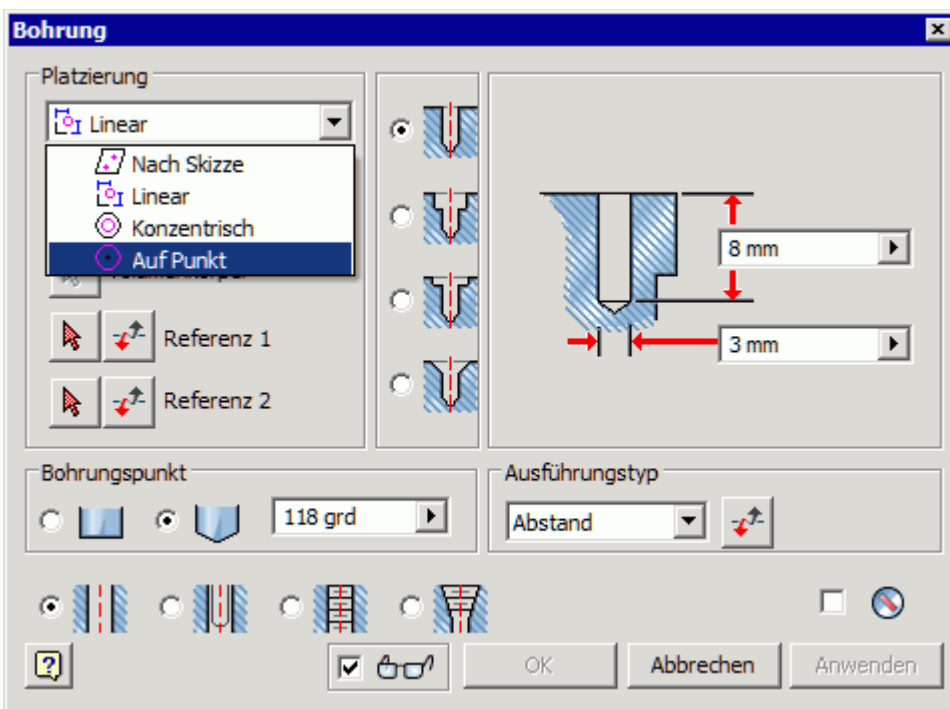 Bohrung
Platzierung
Linear
Nach Skizze
Linear
Konzentrisch
Auf Punkt
Referenz 1
Referenz 2
8 mm
3 mm
Bohrungspunkt
118 grd
Ausführungstyp
Abstand
OK
Abbrechen
Anwenden